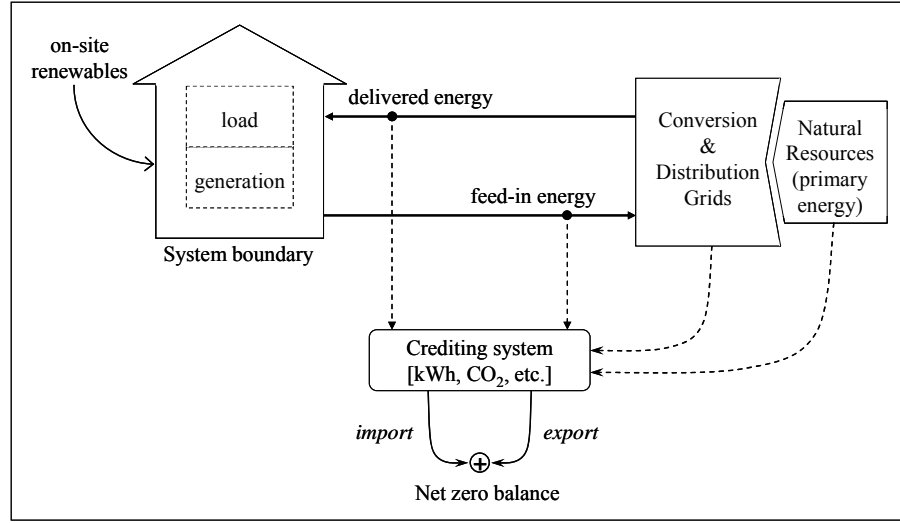 on-site
renewables
load
generation
System boundary
delivered energy
feed-in energy
Conversion
&
Distribution
Grids
Natural
Resources
(primary
energy)
Crediting system
[kWh, CO₂, etc.]
import
export
+
Net zero balance